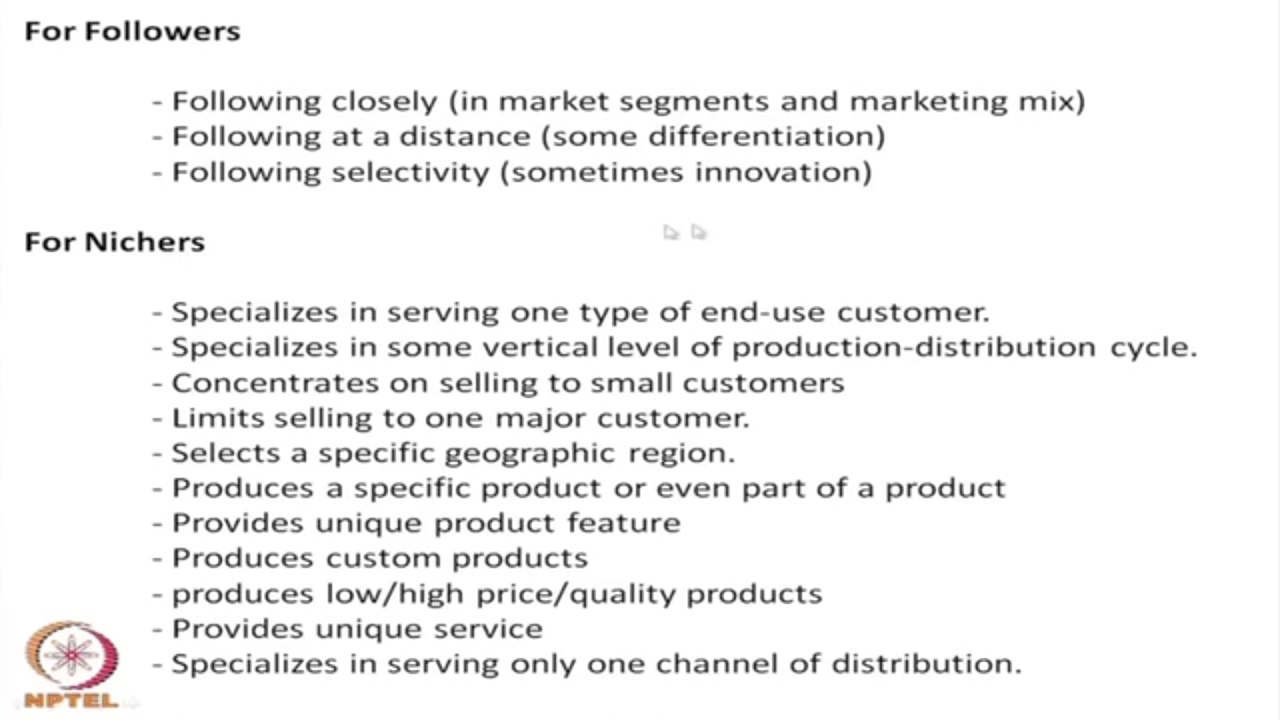 For Followers
- Following closely (in market segments and marketing mix)
- Following at a distance (some differentiation)
- Following selectivity (sometimes innovation)
For Nichers
- Specializes in serving one type of end-use customer.
- Specializes in some vertical level of production-distribution cycle.
- Concentrates on selling to small customers
- Limits selling to one major customer.
- Selects a specific geographic region.
- Produces a specific product or even part of a product
- Provides unique product feature
- Produces custom products
- produces low/high price/quality products
- Provides unique service
- Specializes in serving only one channel of distribution.
NPTEL